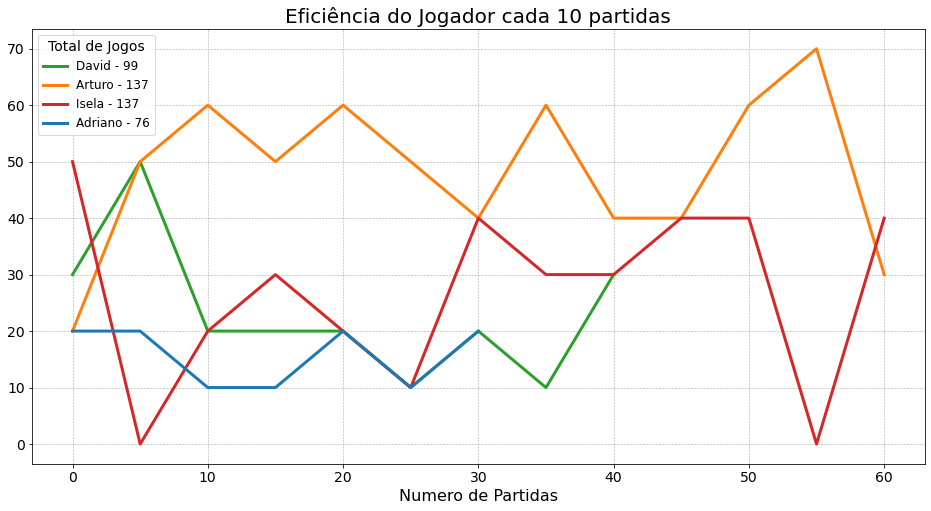 Eficiência do Jogador cada 10 partidas
Total de Jogos
David - 99
Arturo - 137
Isela - 137
Adriano - 76
70
60
50
40
30
20
10
0
0 10 20 30 40 50 60
Numero de Partidas